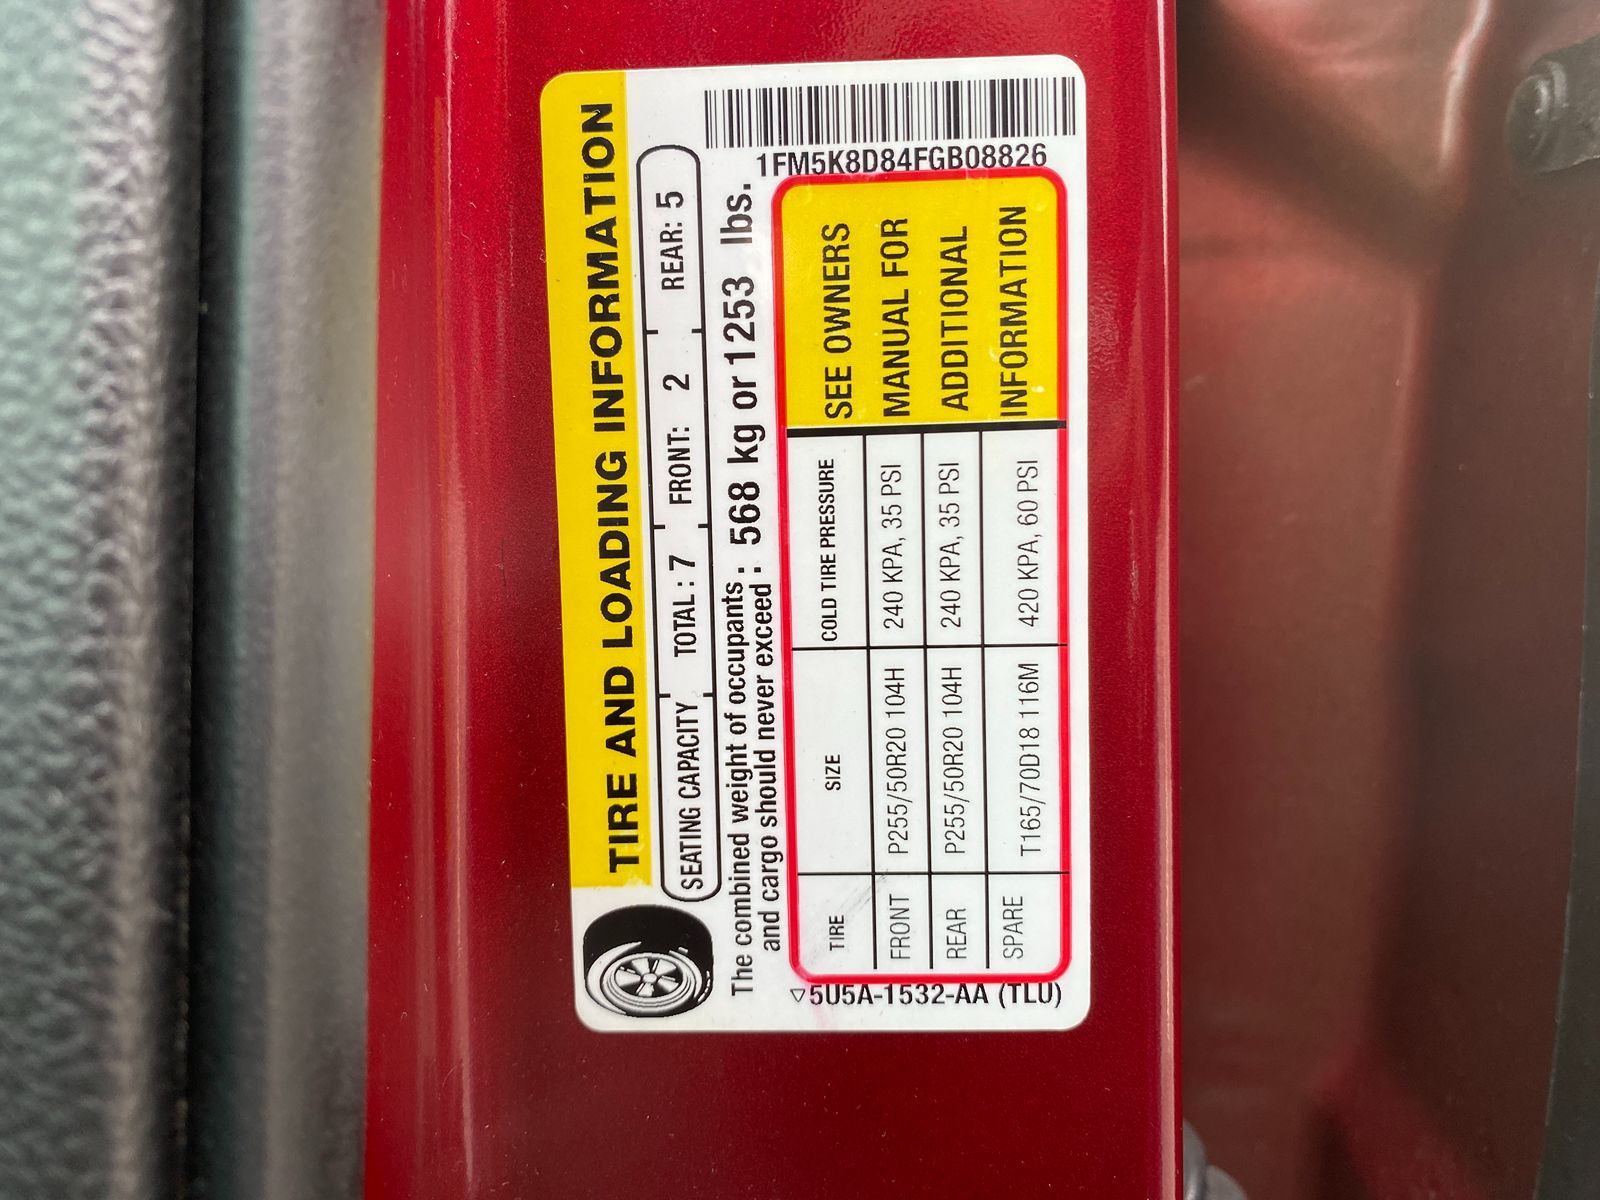 TIRE AND LOADING INFORMATION
SEATING CAPACITY TOTAL : 7 FRONT: 2 REAR: 5
The combined weight of occupants
and cargo should never exceed : 568 kg or 1253 lbs.
1FM5K8D84FGB08826
TIRE SIZE COLD TIRE PRESSURE
FRONT P255/50R20 104H 240 KPA, 35 PSI
REAR P255/50R20 104H 240 KPA, 35 PSI
SPARE T165/70D18 116M 420 KPA, 60 PSI
SEE OWNERS
MANUAL FOR
ADDITIONAL
INFORMATION
5U5A-1532-AA (TLU)